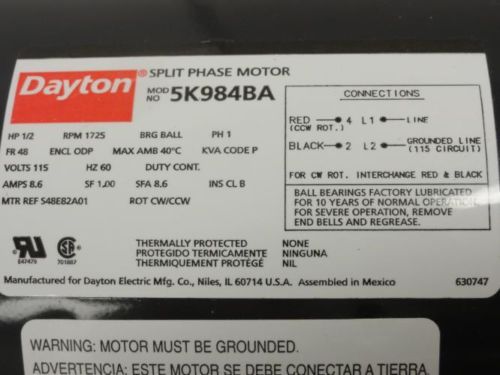 Dayton® SPLIT PHASE MOTOR
MOD NO 5K984BA
HP 1/2 RPM 1725 BRG BALL PH 1
FR 48 ENCL ODP MAX AMB 40°C KVA CODE P
VOLTS 115 HZ 60 DUTY CONT.
AMPS 8.6 SF 1.00 SFA 8.6 INS CL B
MTR REF S48E82A01 ROT CW/CCW
CONNECTIONS
RED 4 L1 LINE
(CCW ROT.)
BLACK 2 L2 GROUNDED LINE
(115 CIRCUIT)
FOR CW ROT. INTERCHANGE RED & BLACK
BALL BEARINGS FACTORY LUBRICATED
FOR 10 YEARS OF NORMAL OPERATION.
FOR SEVERE OPERATION, REMOVE
END BELLS AND REGREASE.
THERMALLY PROTECTED NONE
PROTEGIDO TERMICAMENTE NINGUNA
THERMIQUEMENT PROTÉGÉ NIL
E47479
701887
Manufactured for Dayton Electric Mfg. Co., Niles, IL 60714 U.S.A. Assembled in Mexico 630747
WARNING: MOTOR MUST BE GROUNDED.
ADVERTENCIA: ESTE MOTOR SE DEBE CONECTAR A TIERRA.